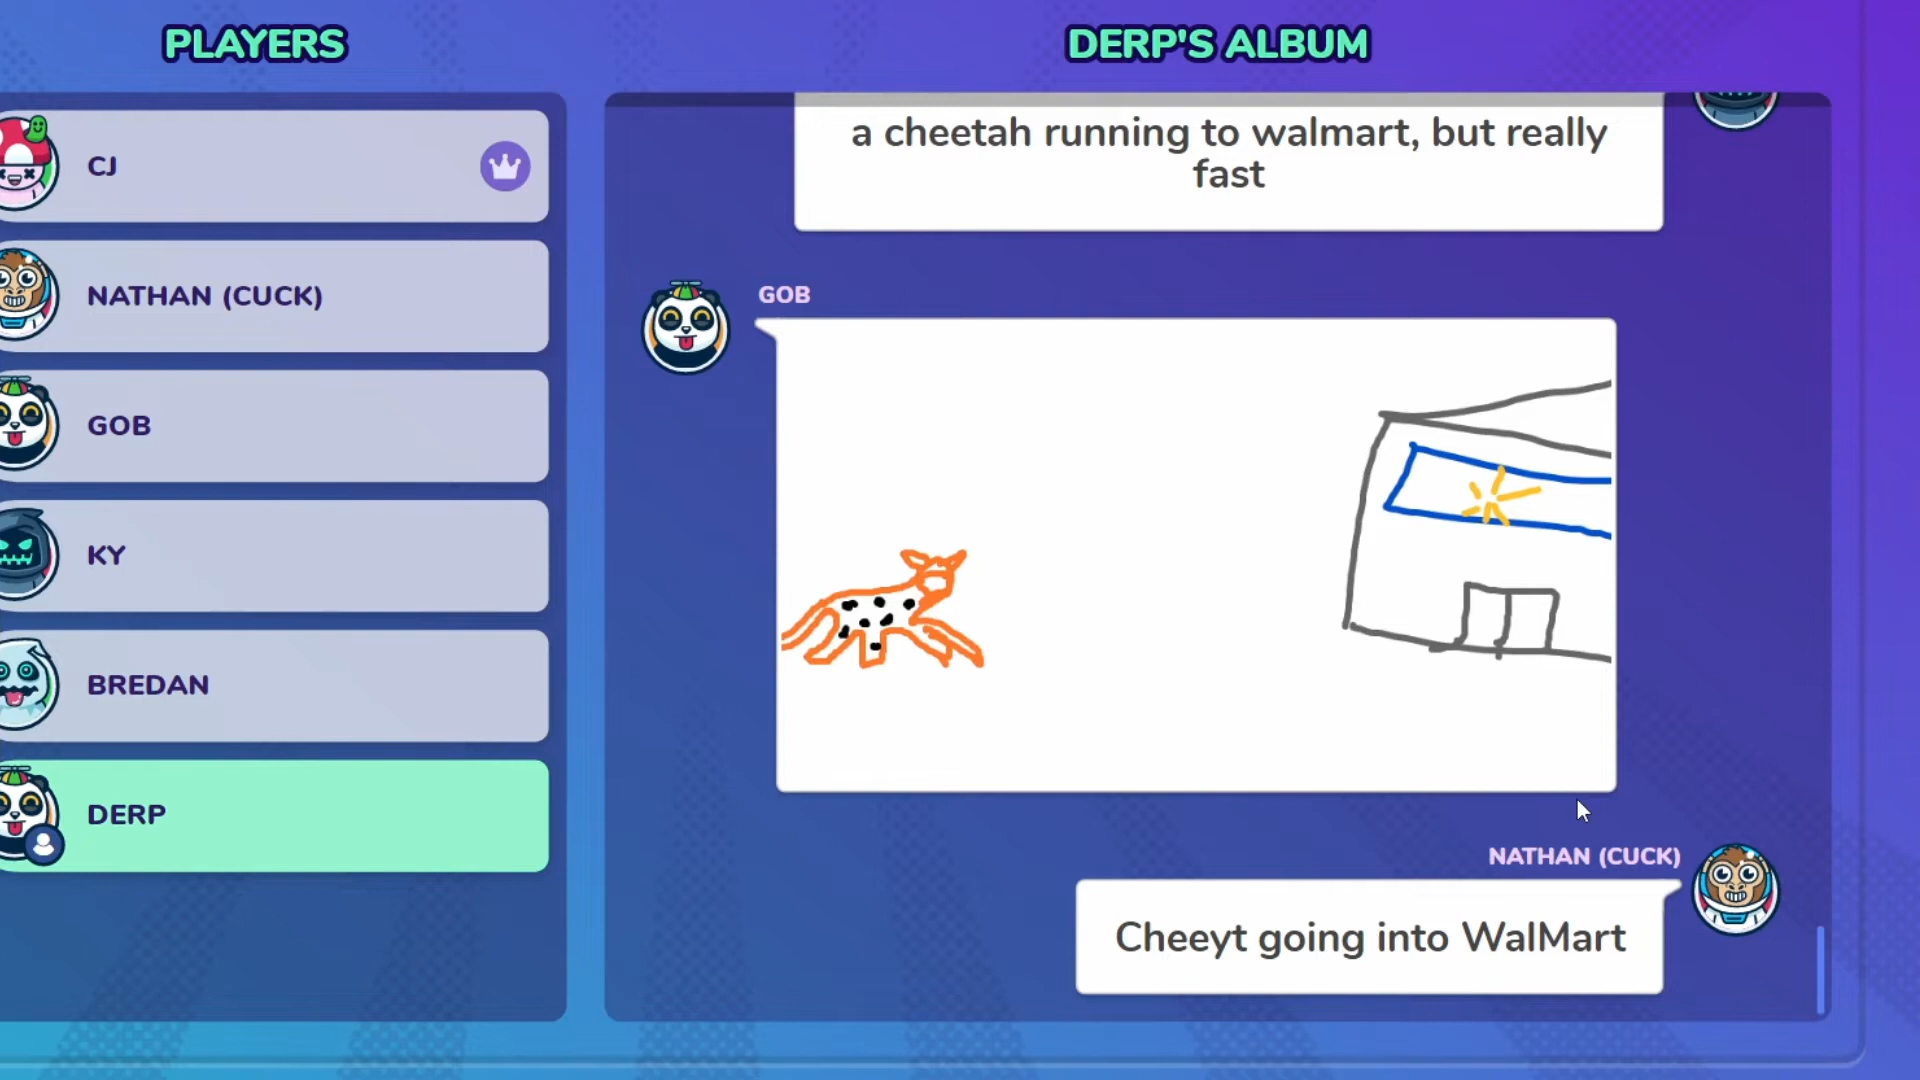 PLAYERS
CJ
NATHAN (CUCK)
GOB
KY
BREDAN
DERP
DERP'S ALBUM
a cheetah running to walmart, but really
fast
GOB
NATHAN (CUCK)
Cheeyt going into WalMart